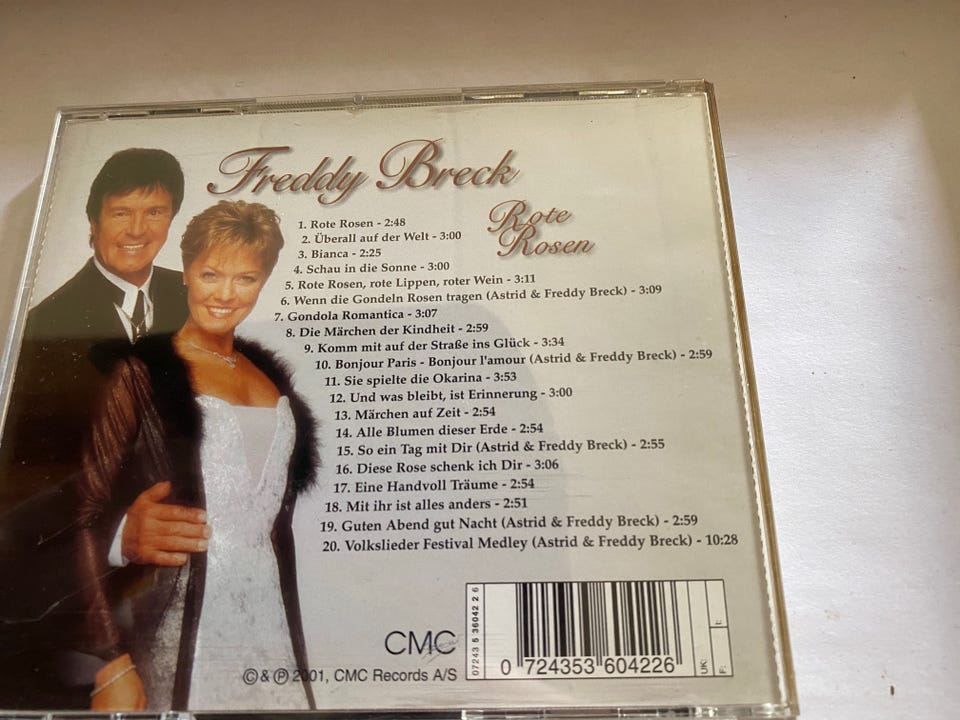 Freddy Breck
Rote
Rosen
1. Rote Rosen - 2:48
2. Überall auf der Welt - 3:00
3. Bianca - 2:25
4. Schau in die Sonne - 3:00
5. Rote Rosen, rote Lippen, roter Wein - 3:11
6. Wenn die Gondeln Rosen tragen (Astrid & Freddy Breck) - 3:09
7. Gondola Romantica - 3:07
8. Die Märchen der Kindheit - 2:59
9. Komm mit auf der Straße ins Glück - 3:34
10. Bonjour Paris - Bonjour l'amour (Astrid & Freddy Breck) - 2:59
11. Sie spielte die Okarina - 3:53
12. Und was bleibt, ist Erinnerung - 3:00
13. Märchen auf Zeit - 2:54
14. Alle Blumen dieser Erde - 2:54
15. So ein Tag mit Dir (Astrid & Freddy Breck) - 2:55
16. Diese Rose schenk ich Dir - 3:06
17. Eine Handvoll Träume - 2:54
18. Mit ihr ist alles anders - 2:51
19. Guten Abend gut Nacht (Astrid & Freddy Breck) - 2:59
20. Volkslieder Festival Medley (Astrid & Freddy Breck) - 10:28
CMC
© & ℗ 2001, CMC Records A/S
07243 5 36042 2 6
0 724353 604226
UK:
F:
I: